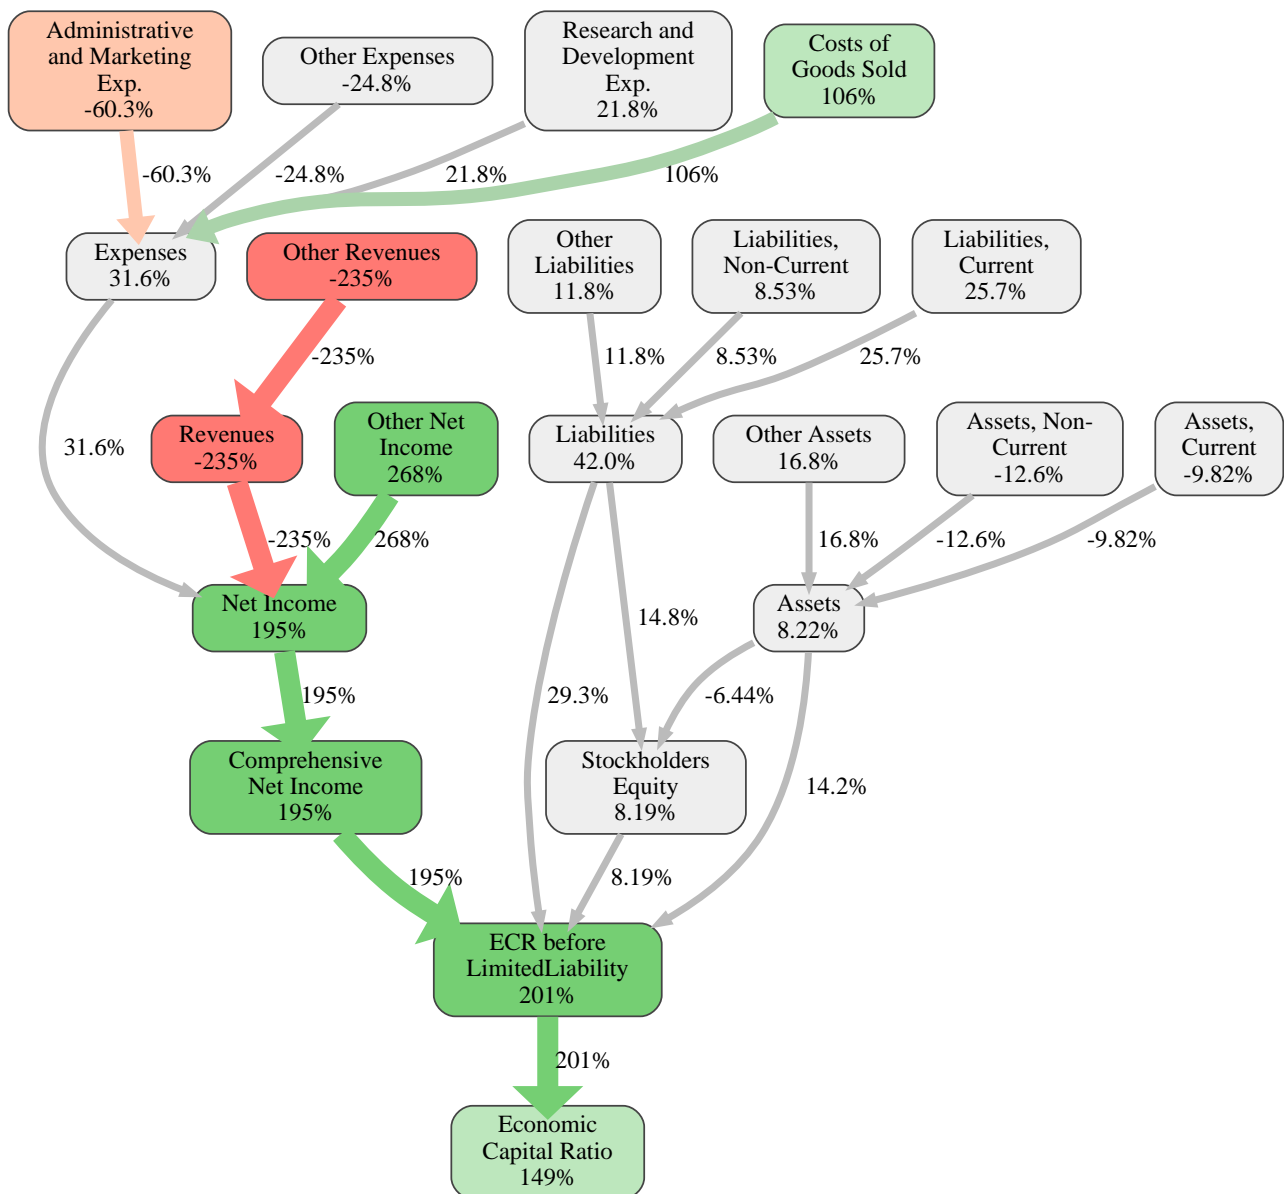 Administrative
and Marketing
Exp.
-60.3%
Other Expenses
-24.8%
Research and
Development
Exp.
21.8%
Costs of
Goods Sold
106%
-60.3%
-24.8%
21.8%
106%
Expenses
31.6%
Other Revenues
-235%
Other
Liabilities
11.8%
Liabilities,
Non-Current
8.53%
Liabilities,
Current
25.7%
-235%
11.8%
8.53%
25.7%
31.6%
Revenues
-235%
Other Net
Income
268%
Liabilities
42.0%
Other Assets
16.8%
Assets, Non-
Current
-12.6%
Assets,
Current
-9.82%
-235%
268%
16.8%
-12.6%
-9.82%
Net Income
195%
14.8%
Assets
8.22%
195%
29.3%
-6.44%
Comprehensive
Net Income
195%
Stockholders
Equity
8.19%
14.2%
195%
8.19%
ECR before
LimitedLiability
201%
201%
Economic
Capital Ratio
149%